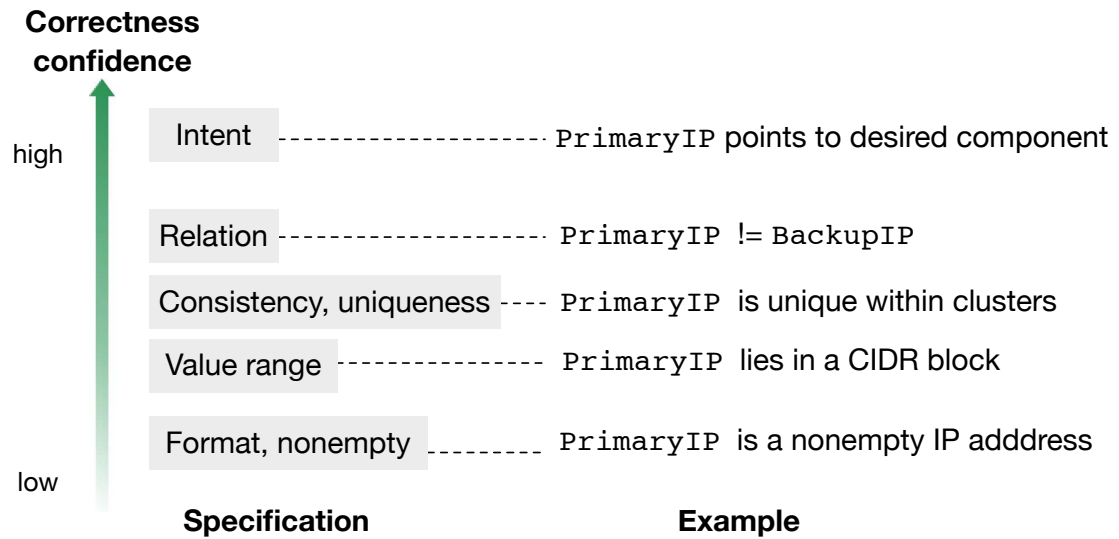 Correctness
confidence
high
Intent PrimaryIP points to desired component
Relation PrimaryIP != BackupIP
Consistency, uniqueness PrimaryIP is unique within clusters
Value range PrimaryIP lies in a CIDR block
Format, nonempty PrimaryIP is a nonempty IP adddress
low
Specification Example